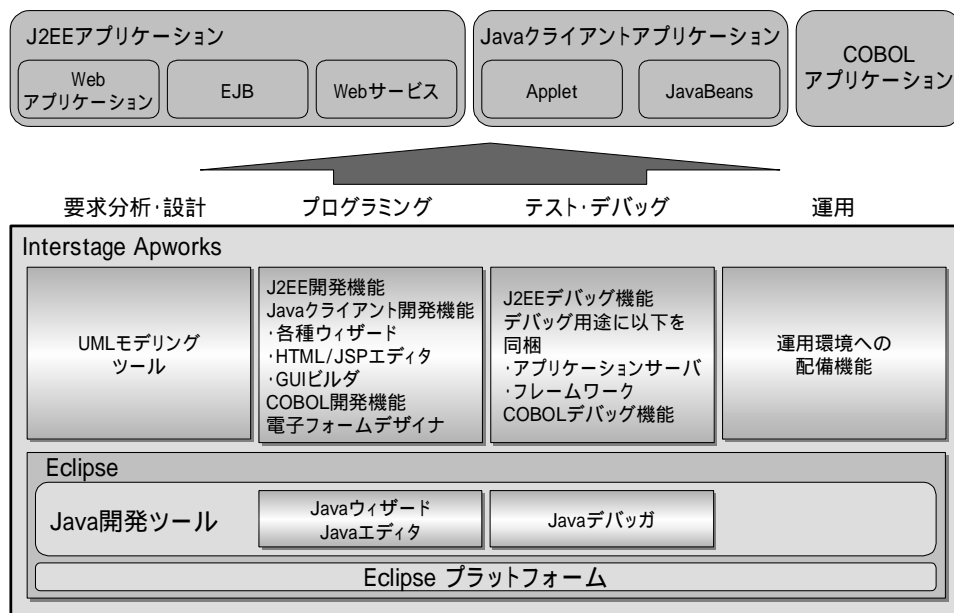 J2EEアプリケーション
Web
アプリケーション
EJB
Webサービス
Javaクライアントアプリケーション
Applet
JavaBeans
COBOL
アプリケーション
要求分析・設計
プログラミング
テスト・デバッグ
運用
Interstage Apworks
UMLモデリング
ツール
J2EE開発機能
Javaクライアント開発機能
・各種ウィザード
・HTML/JSPエディタ
・GUIビルダ
COBOL開発機能
電子フォームデザイナ
J2EEデバッグ機能
デバッグ用途に以下を
同梱
・アプリケーションサーバ
・フレームワーク
COBOLデバッグ機能
運用環境への
配備機能
Eclipse
Java開発ツール
Javaウィザード
Javaエディタ
Javaデバッガ
Eclipse プラットフォーム